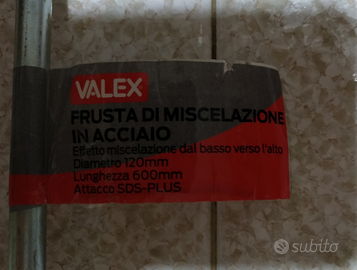 VALEX
FRUSTA DI MISCELAZIONE
IN ACCIAIO
Effetto miscelazione dal basso verso l'alto
Diametro 120mm
Lunghezza 600mm
Attacco SDS-PLUS
subito